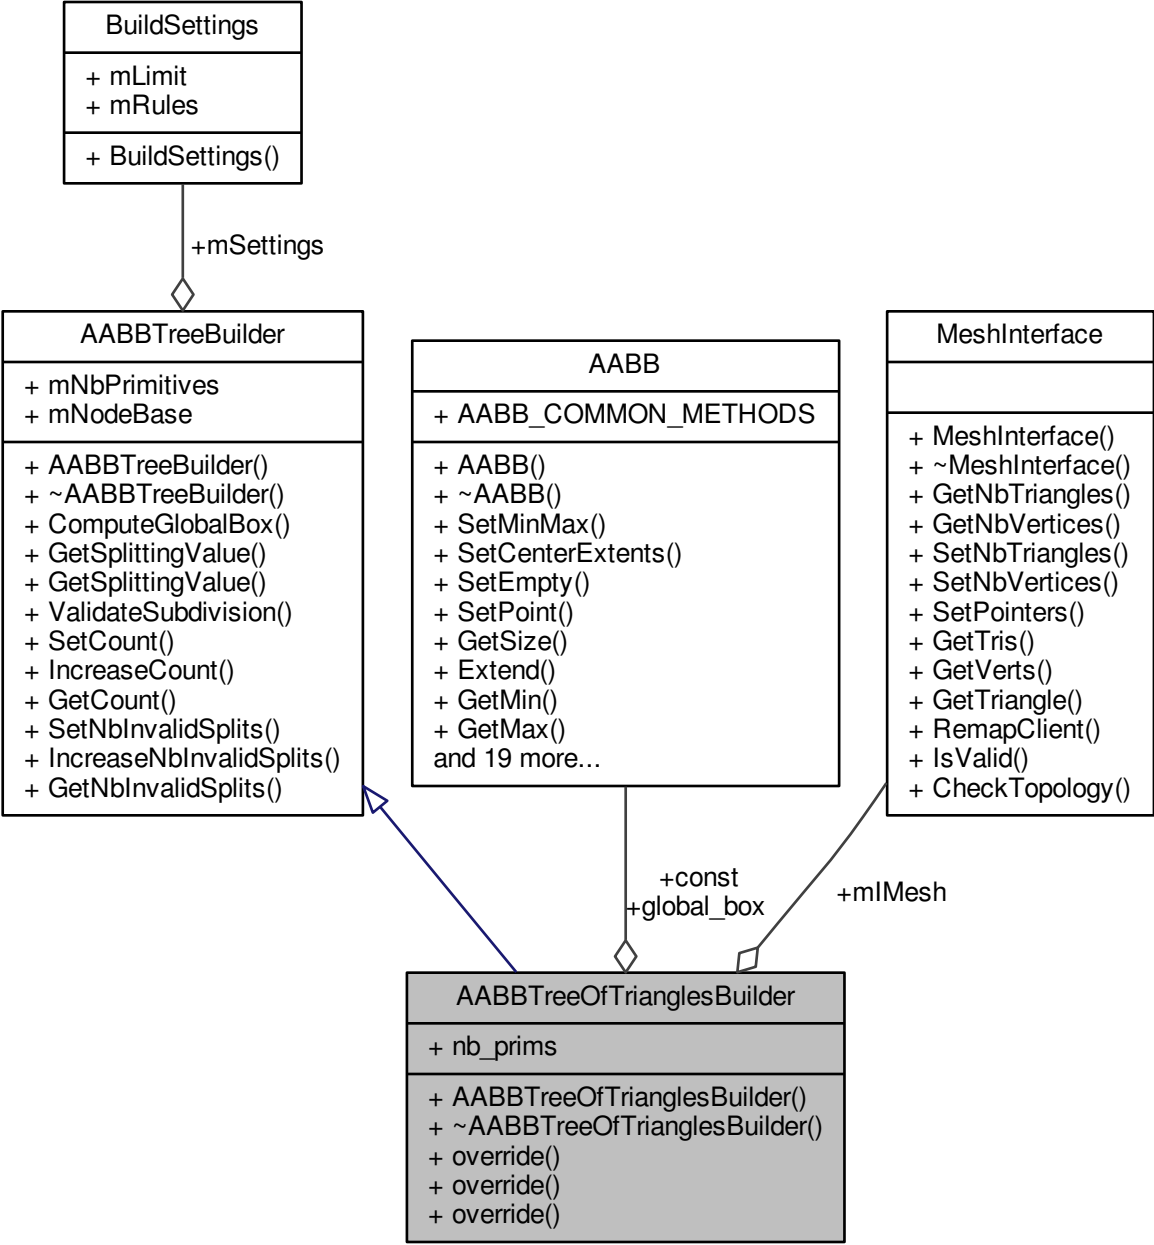 BuildSettings
+ mLimit
+ mRules
+ BuildSettings()
+mSettings
AABBTreeBuilder
+ mNbPrimitives
+ mNodeBase
+ AABBTreeBuilder()
+ ~AABBTreeBuilder()
+ ComputeGlobalBox()
+ GetSplittingValue()
+ GetSplittingValue()
+ ValidateSubdivision()
+ SetCount()
+ IncreaseCount()
+ GetCount()
+ SetNbInvalidSplits()
+ IncreaseNbInvalidSplits()
+ GetNbInvalidSplits()
AABB
+ AABB_COMMON_METHODS
+ AABB()
+ ~AABB()
+ SetMinMax()
+ SetCenterExtents()
+ SetEmpty()
+ SetPoint()
+ GetSize()
+ Extend()
+ GetMin()
+ GetMax()
and 19 more...
MeshInterface
+ MeshInterface()
+ ~MeshInterface()
+ GetNbTriangles()
+ GetNbVertices()
+ SetNbTriangles()
+ SetNbVertices()
+ SetPointers()
+ GetTris()
+ GetVerts()
+ GetTriangle()
+ RemapClient()
+ IsValid()
+ CheckTopology()
+const
+global_box
+mIMesh
AABBTreeOfTrianglesBuilder
+ nb_prims
+ AABBTreeOfTrianglesBuilder()
+ ~AABBTreeOfTrianglesBuilder()
+ override()
+ override()
+ override()